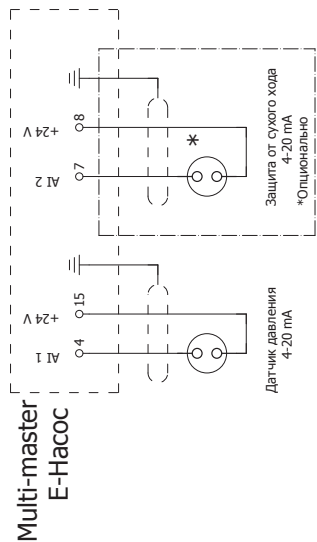 Multi-master
E-Насос
AI 1
+24 V
AI 2
+24 V
4
15
7
8
*
Датчик давления
4-20 mA
Защита от сухого хода
4-20 mA
*Опционально